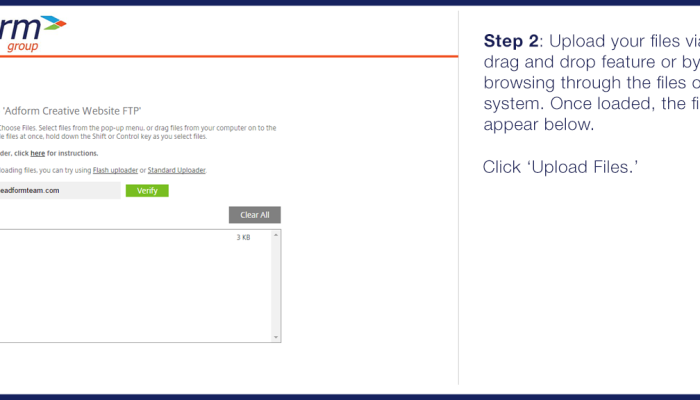 rm
group
'Adform Creative Website FTP'
Choose Files. Select files from the pop-up menu, or drag files from your computer on to the
files at once, hold down the Shift or Control key as you select files.
click here for instructions.
files, you can try using Flash uploader or Standard Uploader.
eadformteam.com
Verify
Clear All
3 KB
Step 2: Upload your files via
drag and drop feature or by
browsing through the files
system. Once loaded, the
appear below.
Click ‘Upload Files.’